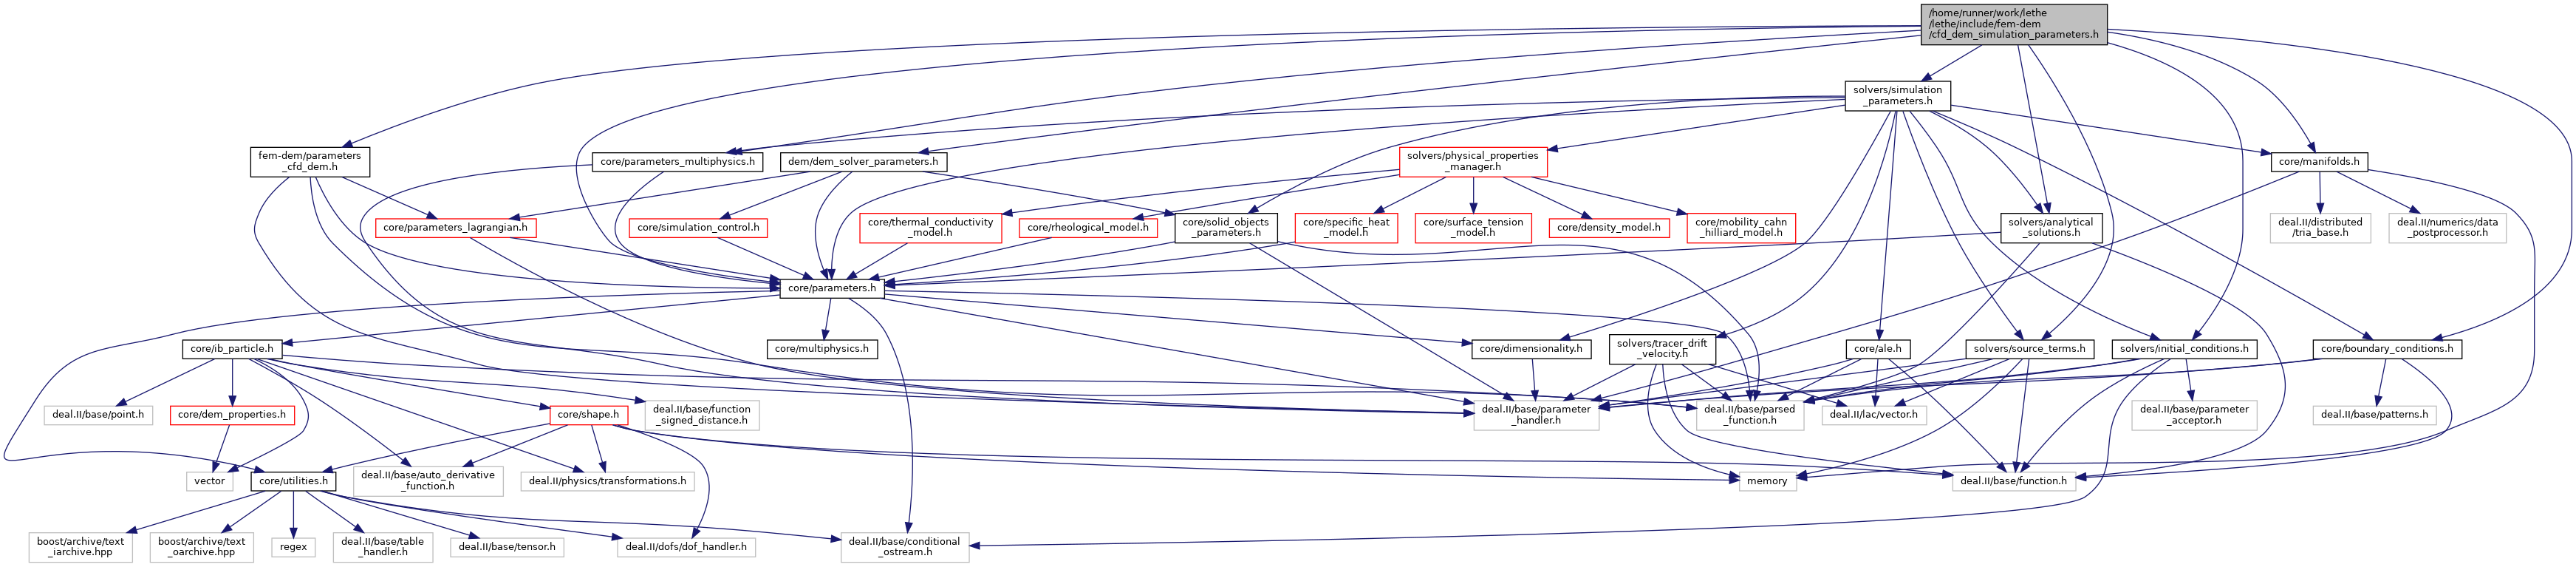 /home/runner/work/lethe
/lethe/include/fem-dem
/cfd_dem_simulation_parameters.h
solvers/simulation
_parameters.h
fem-dem/parameters
_cfd_dem.h
core/parameters_multiphysics.h
dem/dem_solver_parameters.h
solvers/physical_properties
_manager.h
core/manifolds.h
core/parameters_lagrangian.h
core/simulation_control.h
core/thermal_conductivity
_model.h
core/rheological_model.h
core/solid_objects
_parameters.h
core/specific_heat
_model.h
core/surface_tension
_model.h
core/density_model.h
core/mobility_cahn
_hilliard_model.h
solvers/analytical
_solutions.h
deal.II/distributed
/tria_base.h
deal.II/numerics/data
_postprocessor.h
core/parameters.h
core/ib_particle.h
core/multiphysics.h
core/dimensionality.h
solvers/tracer_drift
_velocity.h
core/ale.h
solvers/source_terms.h
solvers/initial_conditions.h
core/boundary_conditions.h
deal.II/base/point.h
core/dem_properties.h
core/shape.h
deal.II/base/function
_signed_distance.h
deal.II/base/parameter
_handler.h
deal.II/base/parsed
_function.h
deal.II/lac/vector.h
deal.II/base/parameter
_acceptor.h
deal.II/base/patterns.h
vector
core/utilities.h
deal.II/base/auto_derivative
_function.h
deal.II/physics/transformations.h
memory
deal.II/base/function.h
boost/archive/text
_iarchive.hpp
boost/archive/text
_oarchive.hpp
regex
deal.II/base/table
_handler.h
deal.II/base/tensor.h
deal.II/dofs/dof_handler.h
deal.II/base/conditional
_ostream.h